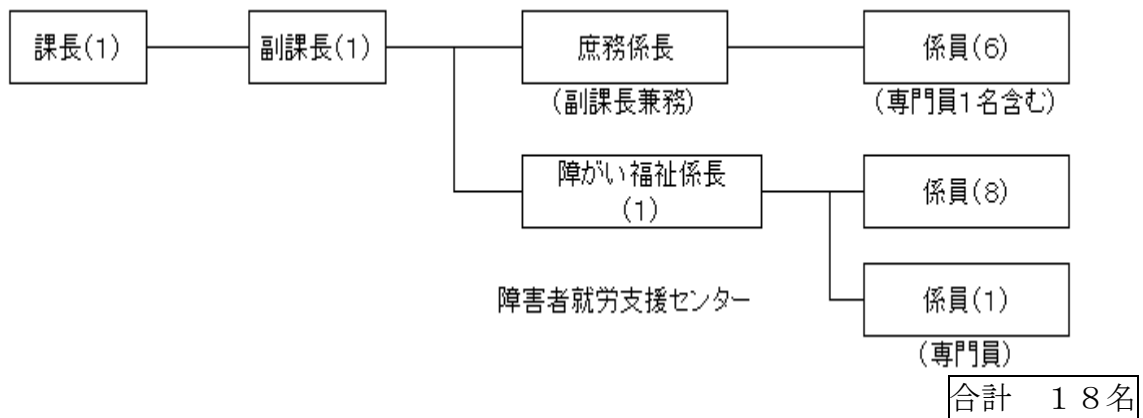 課長(1)
副課長(1)
庶務係長
(副課長兼務)
係員(6)
(専門員1名含む)
障がい福祉係長
(1)
係員(8)
障害者就労支援センター
係員(1)
(専門員)
合計　１８名